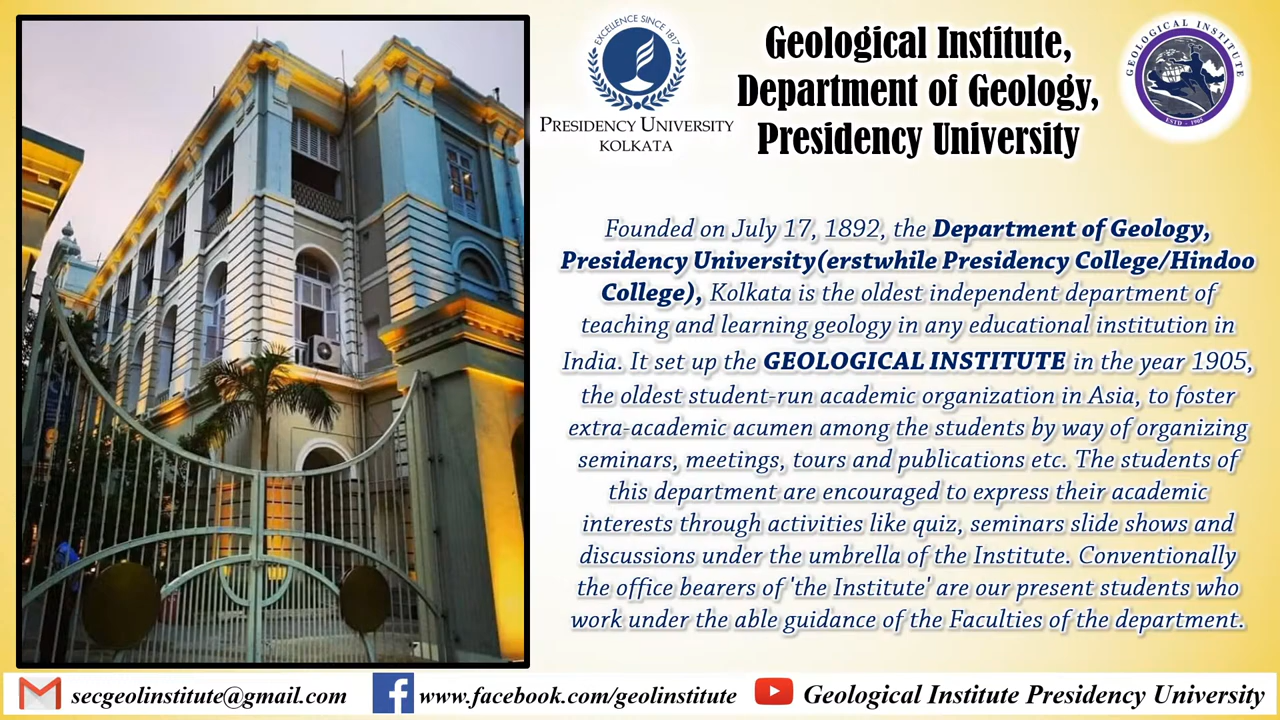 EXCELLENCE SINCE 1817
PRESIDENCY UNIVERSITY
KOLKATA
Geological Institute,
Department of Geology,
Presidency University
GEOLOGICAL INSTITUTE
ESTD - 1905
Founded on July 17, 1892, the Department of Geology,
Presidency University(erstwhile Presidency College/Hindoo
College), Kolkata is the oldest independent department of
teaching and learning geology in any educational institution in
India. It set up the GEOLOGICAL INSTITUTE in the year 1905,
the oldest student-run academic organization in Asia, to foster
extra-academic acumen among the students by way of organizing
seminars, meetings, tours and publications etc. The students of
this department are encouraged to express their academic
interests through activities like quiz, seminars slide shows and
discussions under the umbrella of the Institute. Conventionally
the office bearers of 'the Institute' are our present students who
work under the able guidance of the Faculties of the department.
secgeolinstitute@gmail.com
www.facebook.com/geolinstitute
Geological Institute Presidency University